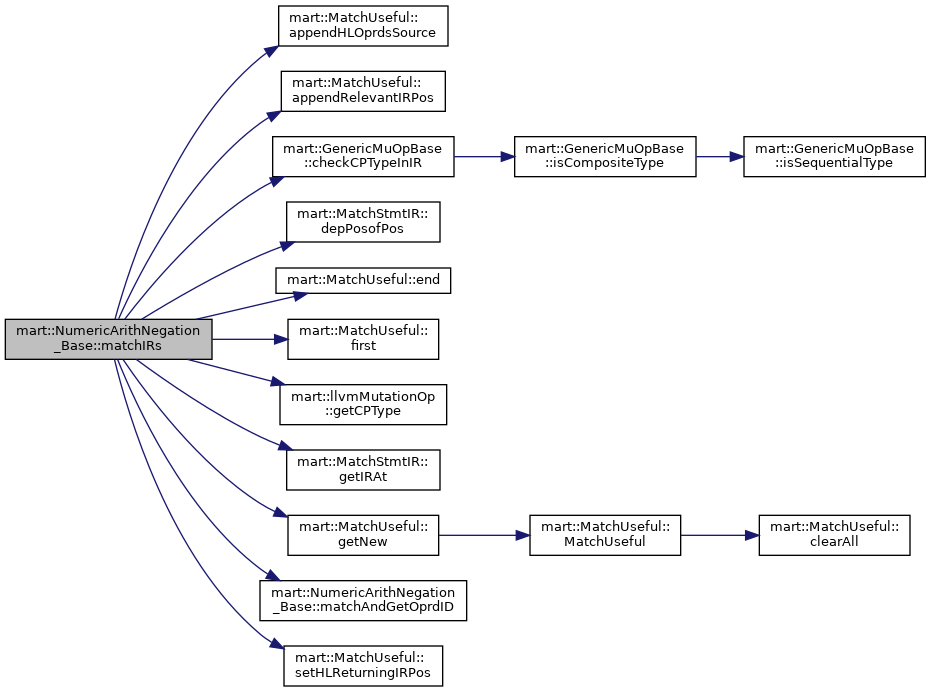 mart::MatchUseful::
appendHLOprdsSource
mart::MatchUseful::
appendRelevantIRPos
mart::GenericMuOpBase
::checkCPTypeInIR
mart::GenericMuOpBase
::isCompositeType
mart::GenericMuOpBase
::isSequentialType
mart::MatchStmtIR::
depPosofPos
mart::MatchUseful::end
mart::NumericArithNegation
_Base::matchIRs
mart::MatchUseful::
first
mart::llvmMutationOp
::getCPType
mart::MatchStmtIR::
getIRAt
mart::MatchUseful::
getNew
mart::MatchUseful::
MatchUseful
mart::MatchUseful::
clearAll
mart::NumericArithNegation
_Base::matchAndGetOprdID
mart::MatchUseful::
setHLReturningIRPos